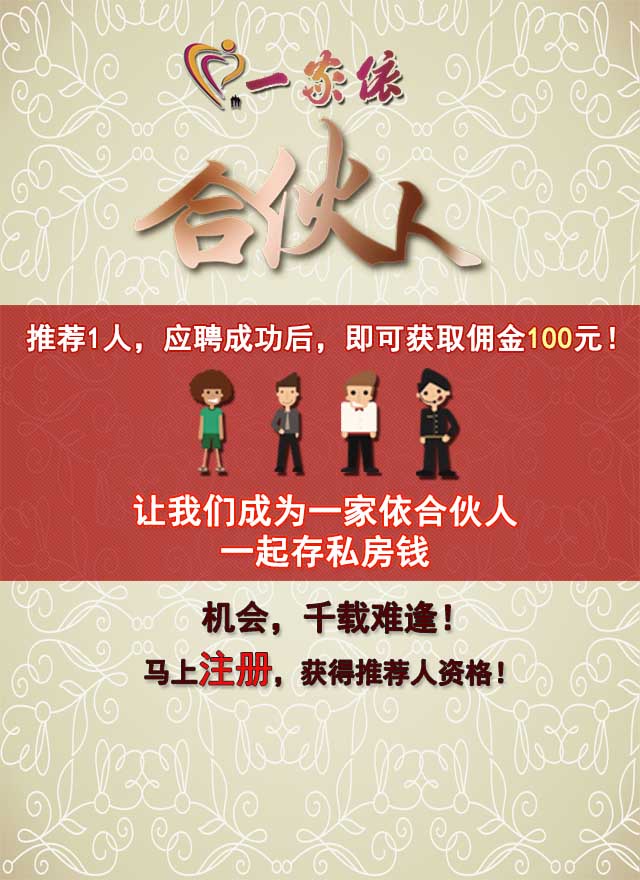 一家依
合伙人
推荐1人，应聘成功后，即可获取佣金100元！
让我们成为一家依合伙人
一起存私房钱
机会，千载难逢！
马上注册，获得推荐人资格！